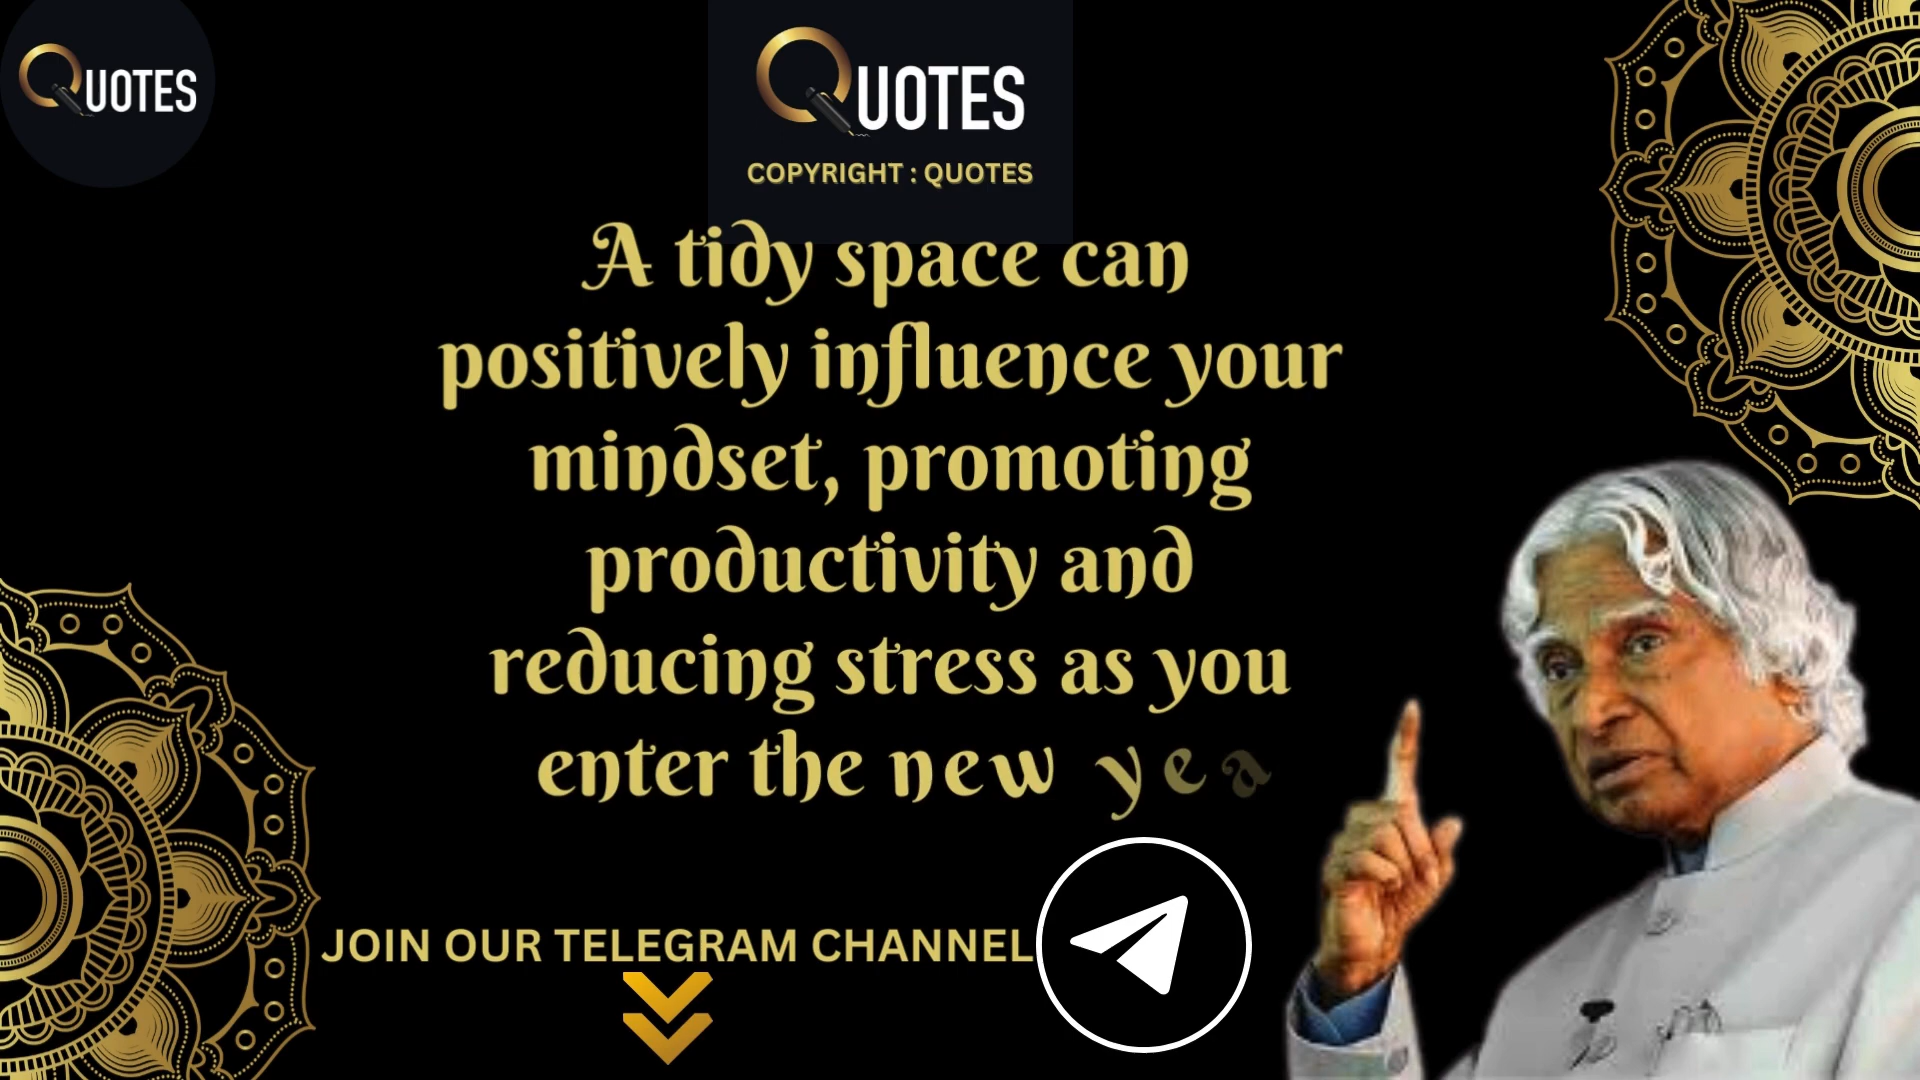 QUOTES
QUOTES
COPYRIGHT : QUOTES
A tidy space can
positively influence your
mindset, promoting
productivity and
reducing stress as you
enter the new yea
JOIN OUR TELEGRAM CHANNEL